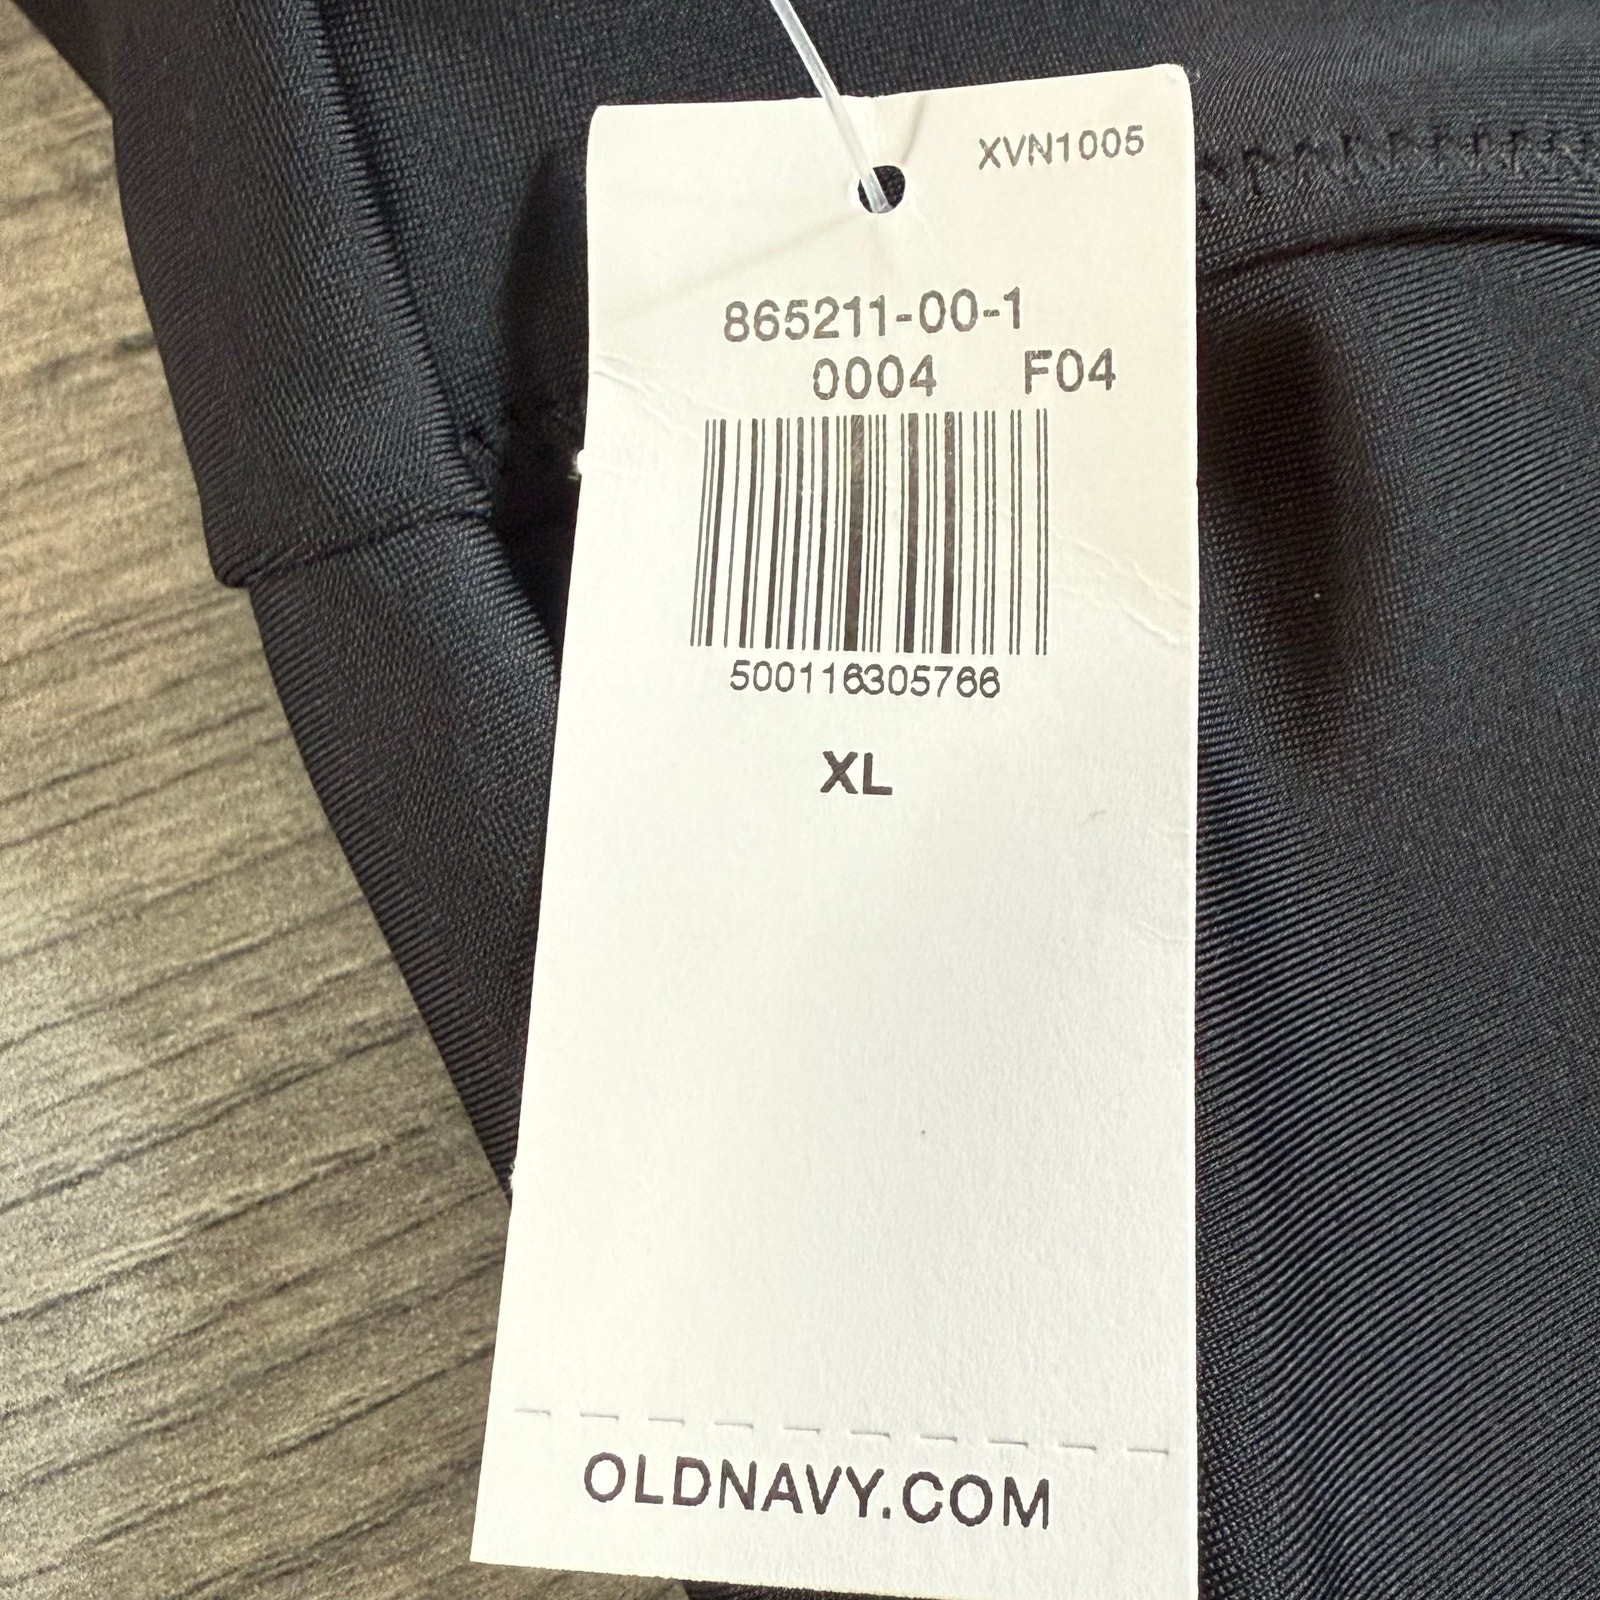 XVN1005
865211-00-1
0004 F04
500116305766
XL
OLDNAVY.COM